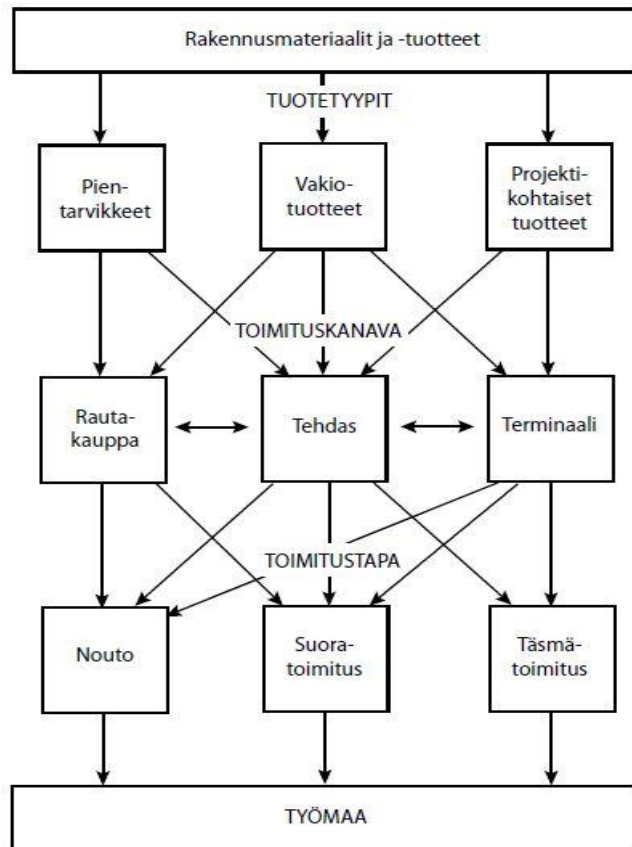 Rakennusmateriaalit ja -tuotteet
TUOTETYYPIT
Pien-
tarvikkeet
Vakio-
tuotteet
Projekti-
kohtaiset
tuotteet
TOIMITUSKANAVA
Rauta-
kauppa
Tehdas
Terminaali
TOIMITUSTAPA
Nouto
Suora-
toimitus
Täsmä-
toimitus
TYÖMAA